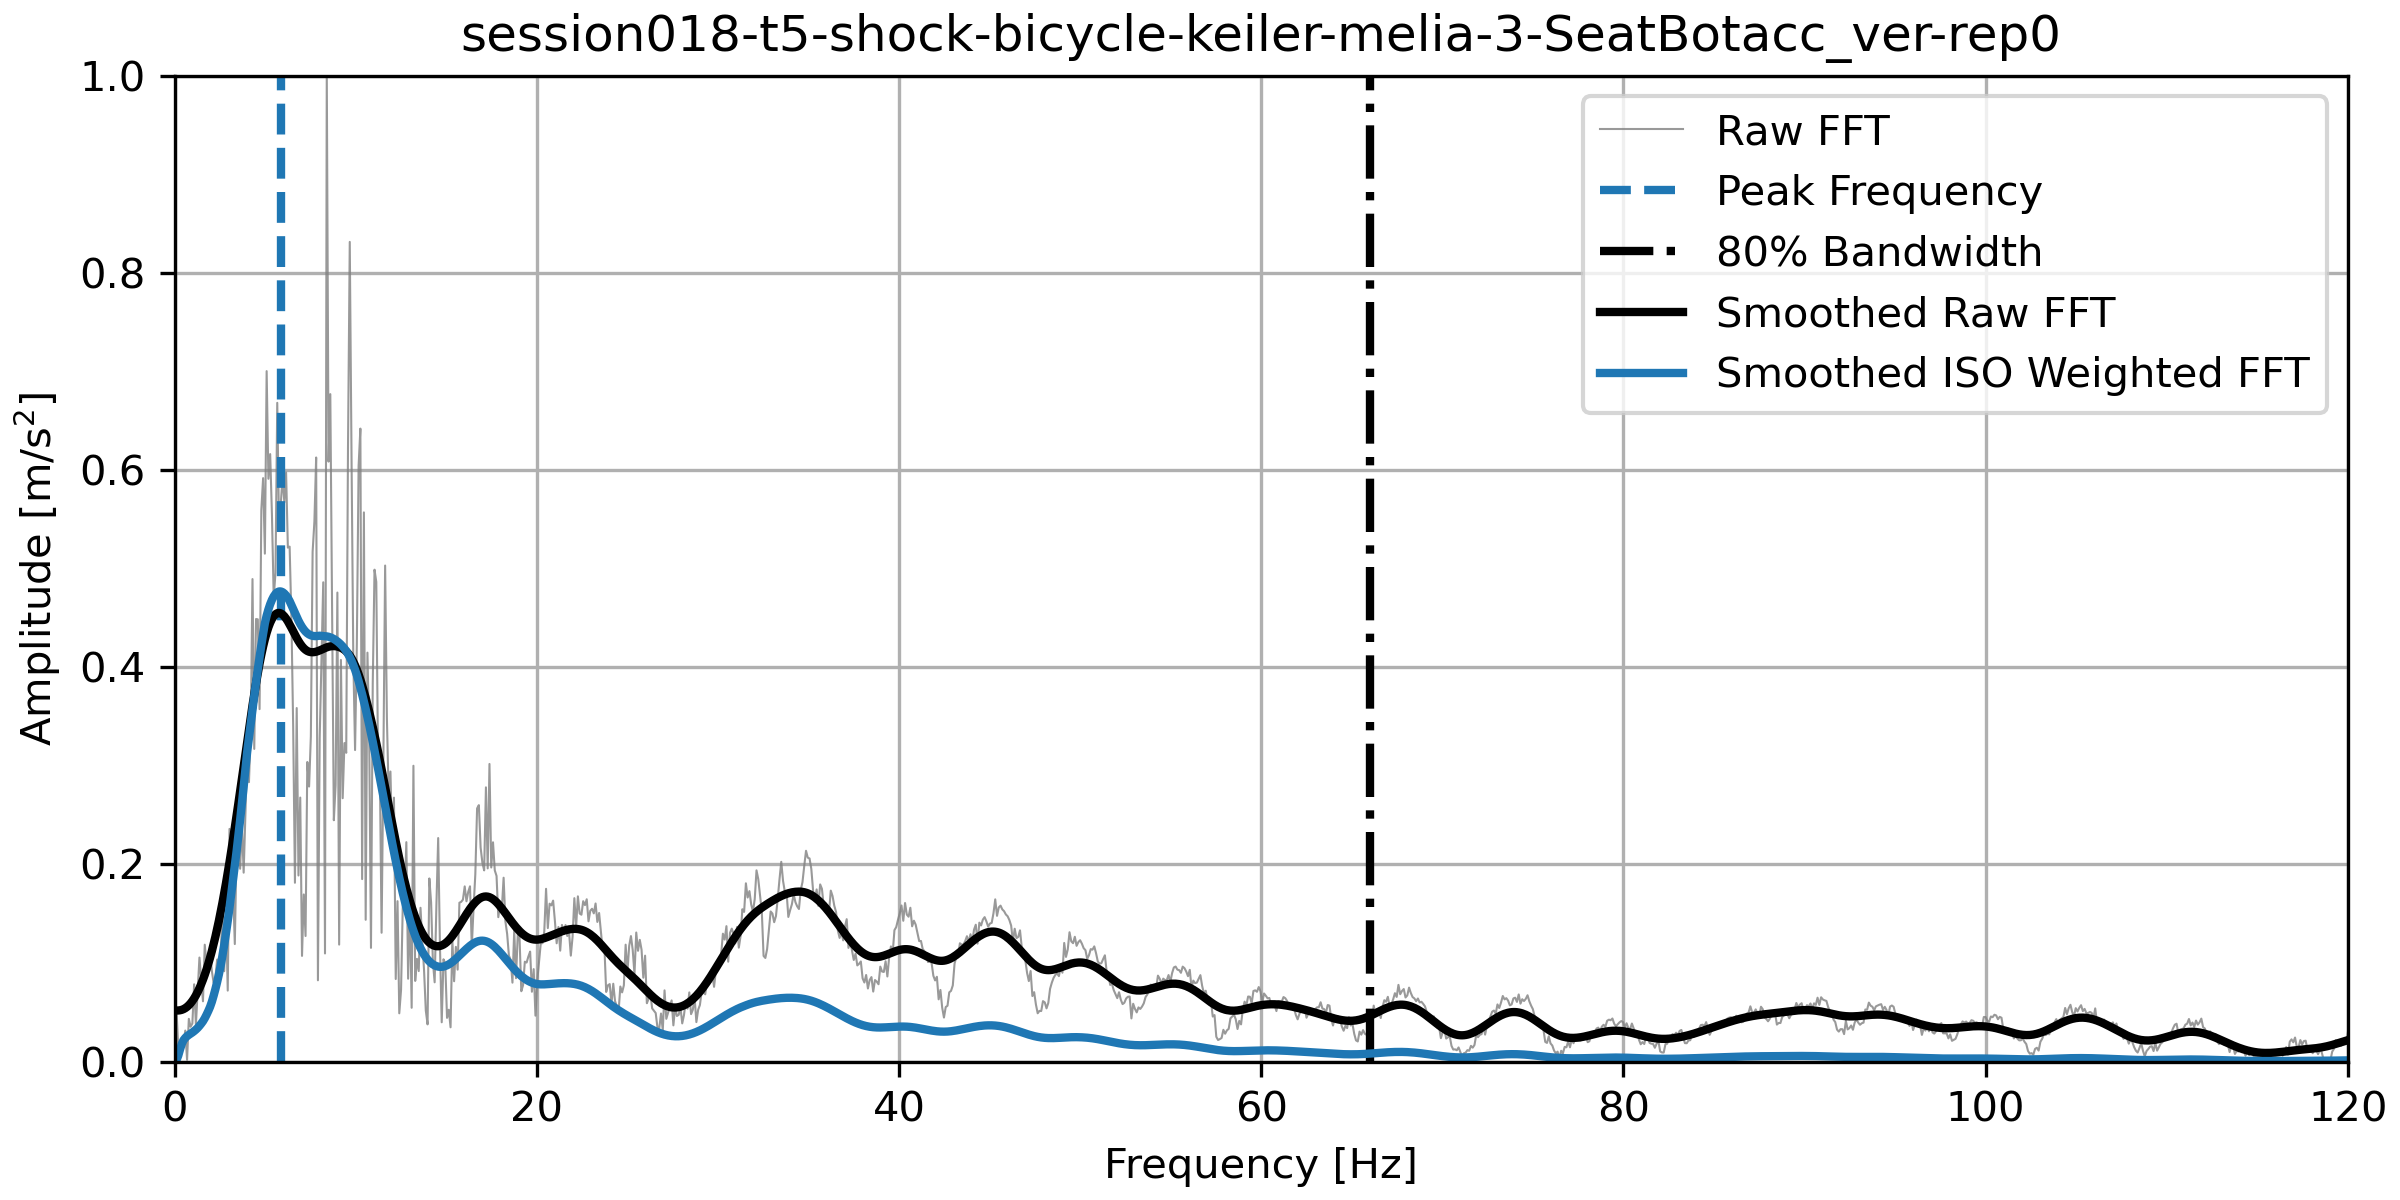 session018-t5-shock-bicycle-keiler-melia-3-SeatBotacc_ver-rep0
1.0
0.8
0.6
0.4
0.2
0.0
Amplitude [m/s²]
Raw FFT
Peak Frequency
80% Bandwidth
Smoothed Raw FFT
Smoothed ISO Weighted FFT
0 20 40 60 80 100 120
Frequency [Hz]